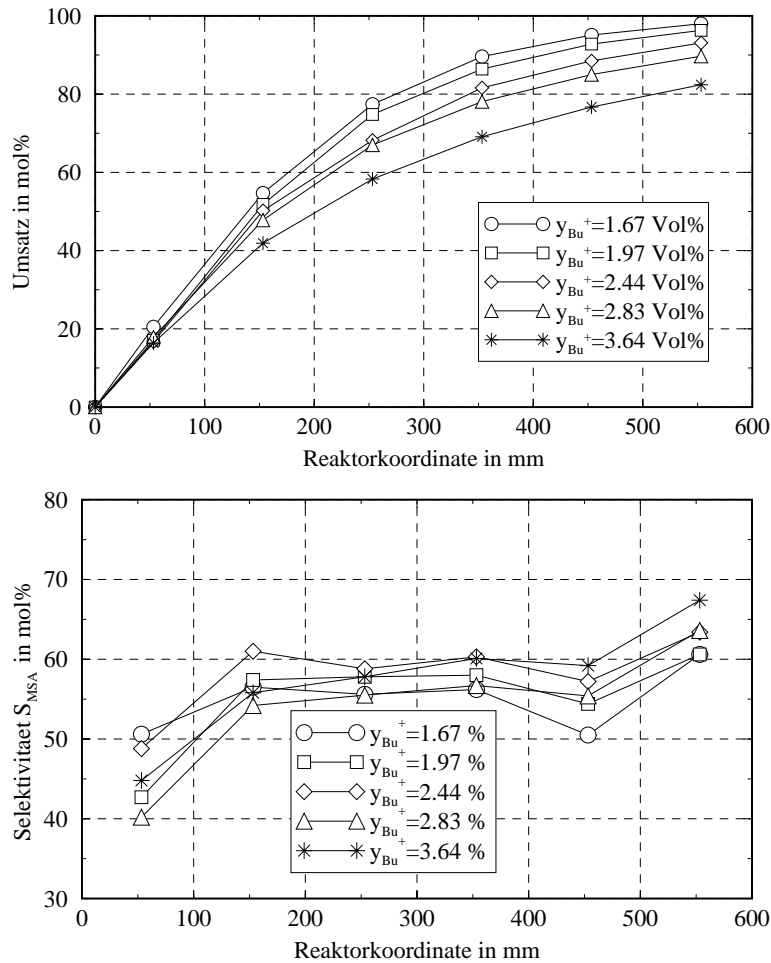 100
80
60
40
20
0
Umsatz in mol%
y_Bu^+=1.67 Vol%
y_Bu^+=1.97 Vol%
y_Bu^+=2.44 Vol%
y_Bu^+=2.83 Vol%
y_Bu^+=3.64 Vol%
0 100 200 300 400 500 600
Reaktorkoordinate in mm
80
70
60
50
40
30
Selektivitaet S_MSA in mol%
y_Bu^+=1.67 %
y_Bu^+=1.97 %
y_Bu^+=2.44 %
y_Bu^+=2.83 %
y_Bu^+=3.64 %
0 100 200 300 400 500 600
Reaktorkoordinate in mm